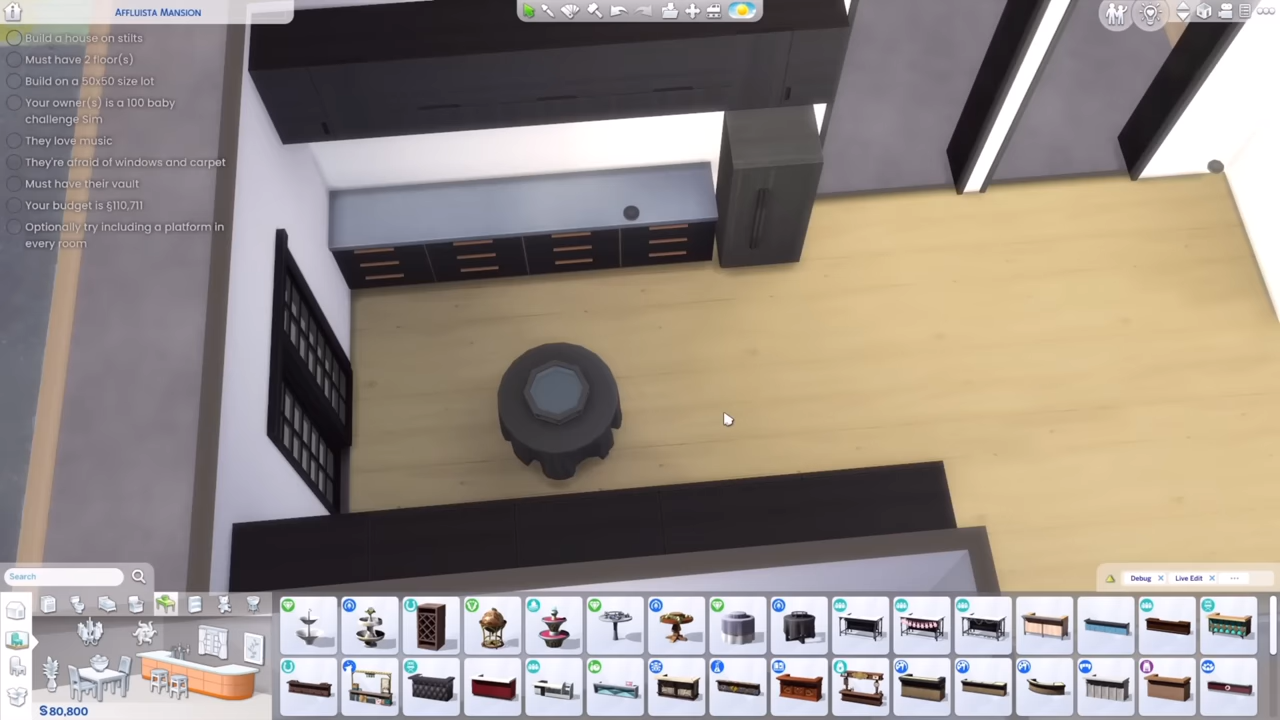 AFFLUISTA MANSION
Build a house on stilts
Must have 2 floor(s)
Build on a 50x50 size lot
Your owner(s) is a 100 baby
challenge Sim
They love music
They're afraid of windows and carpet
Must have their vault
Your budget is §110,711
Optionally try including a platform in
every room
Search
Debug
Live Edit
§80,800